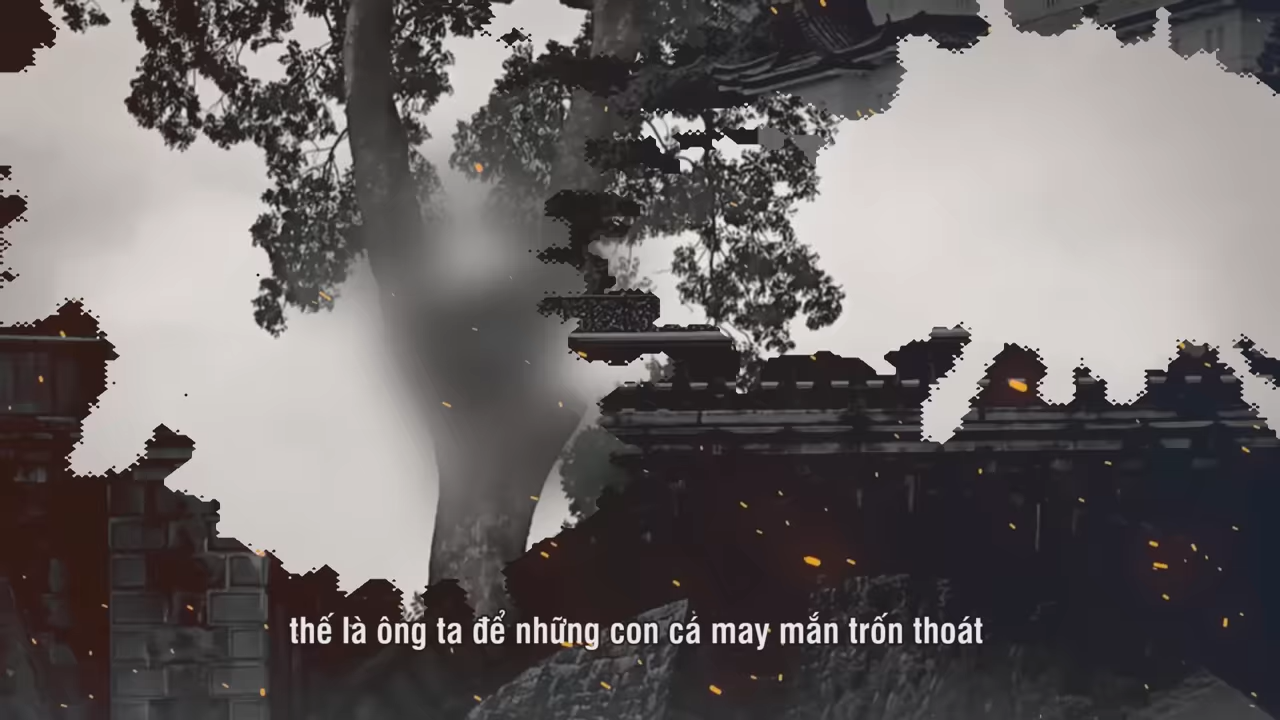 thế là ông ta để những con cá may mắn trốn thoát